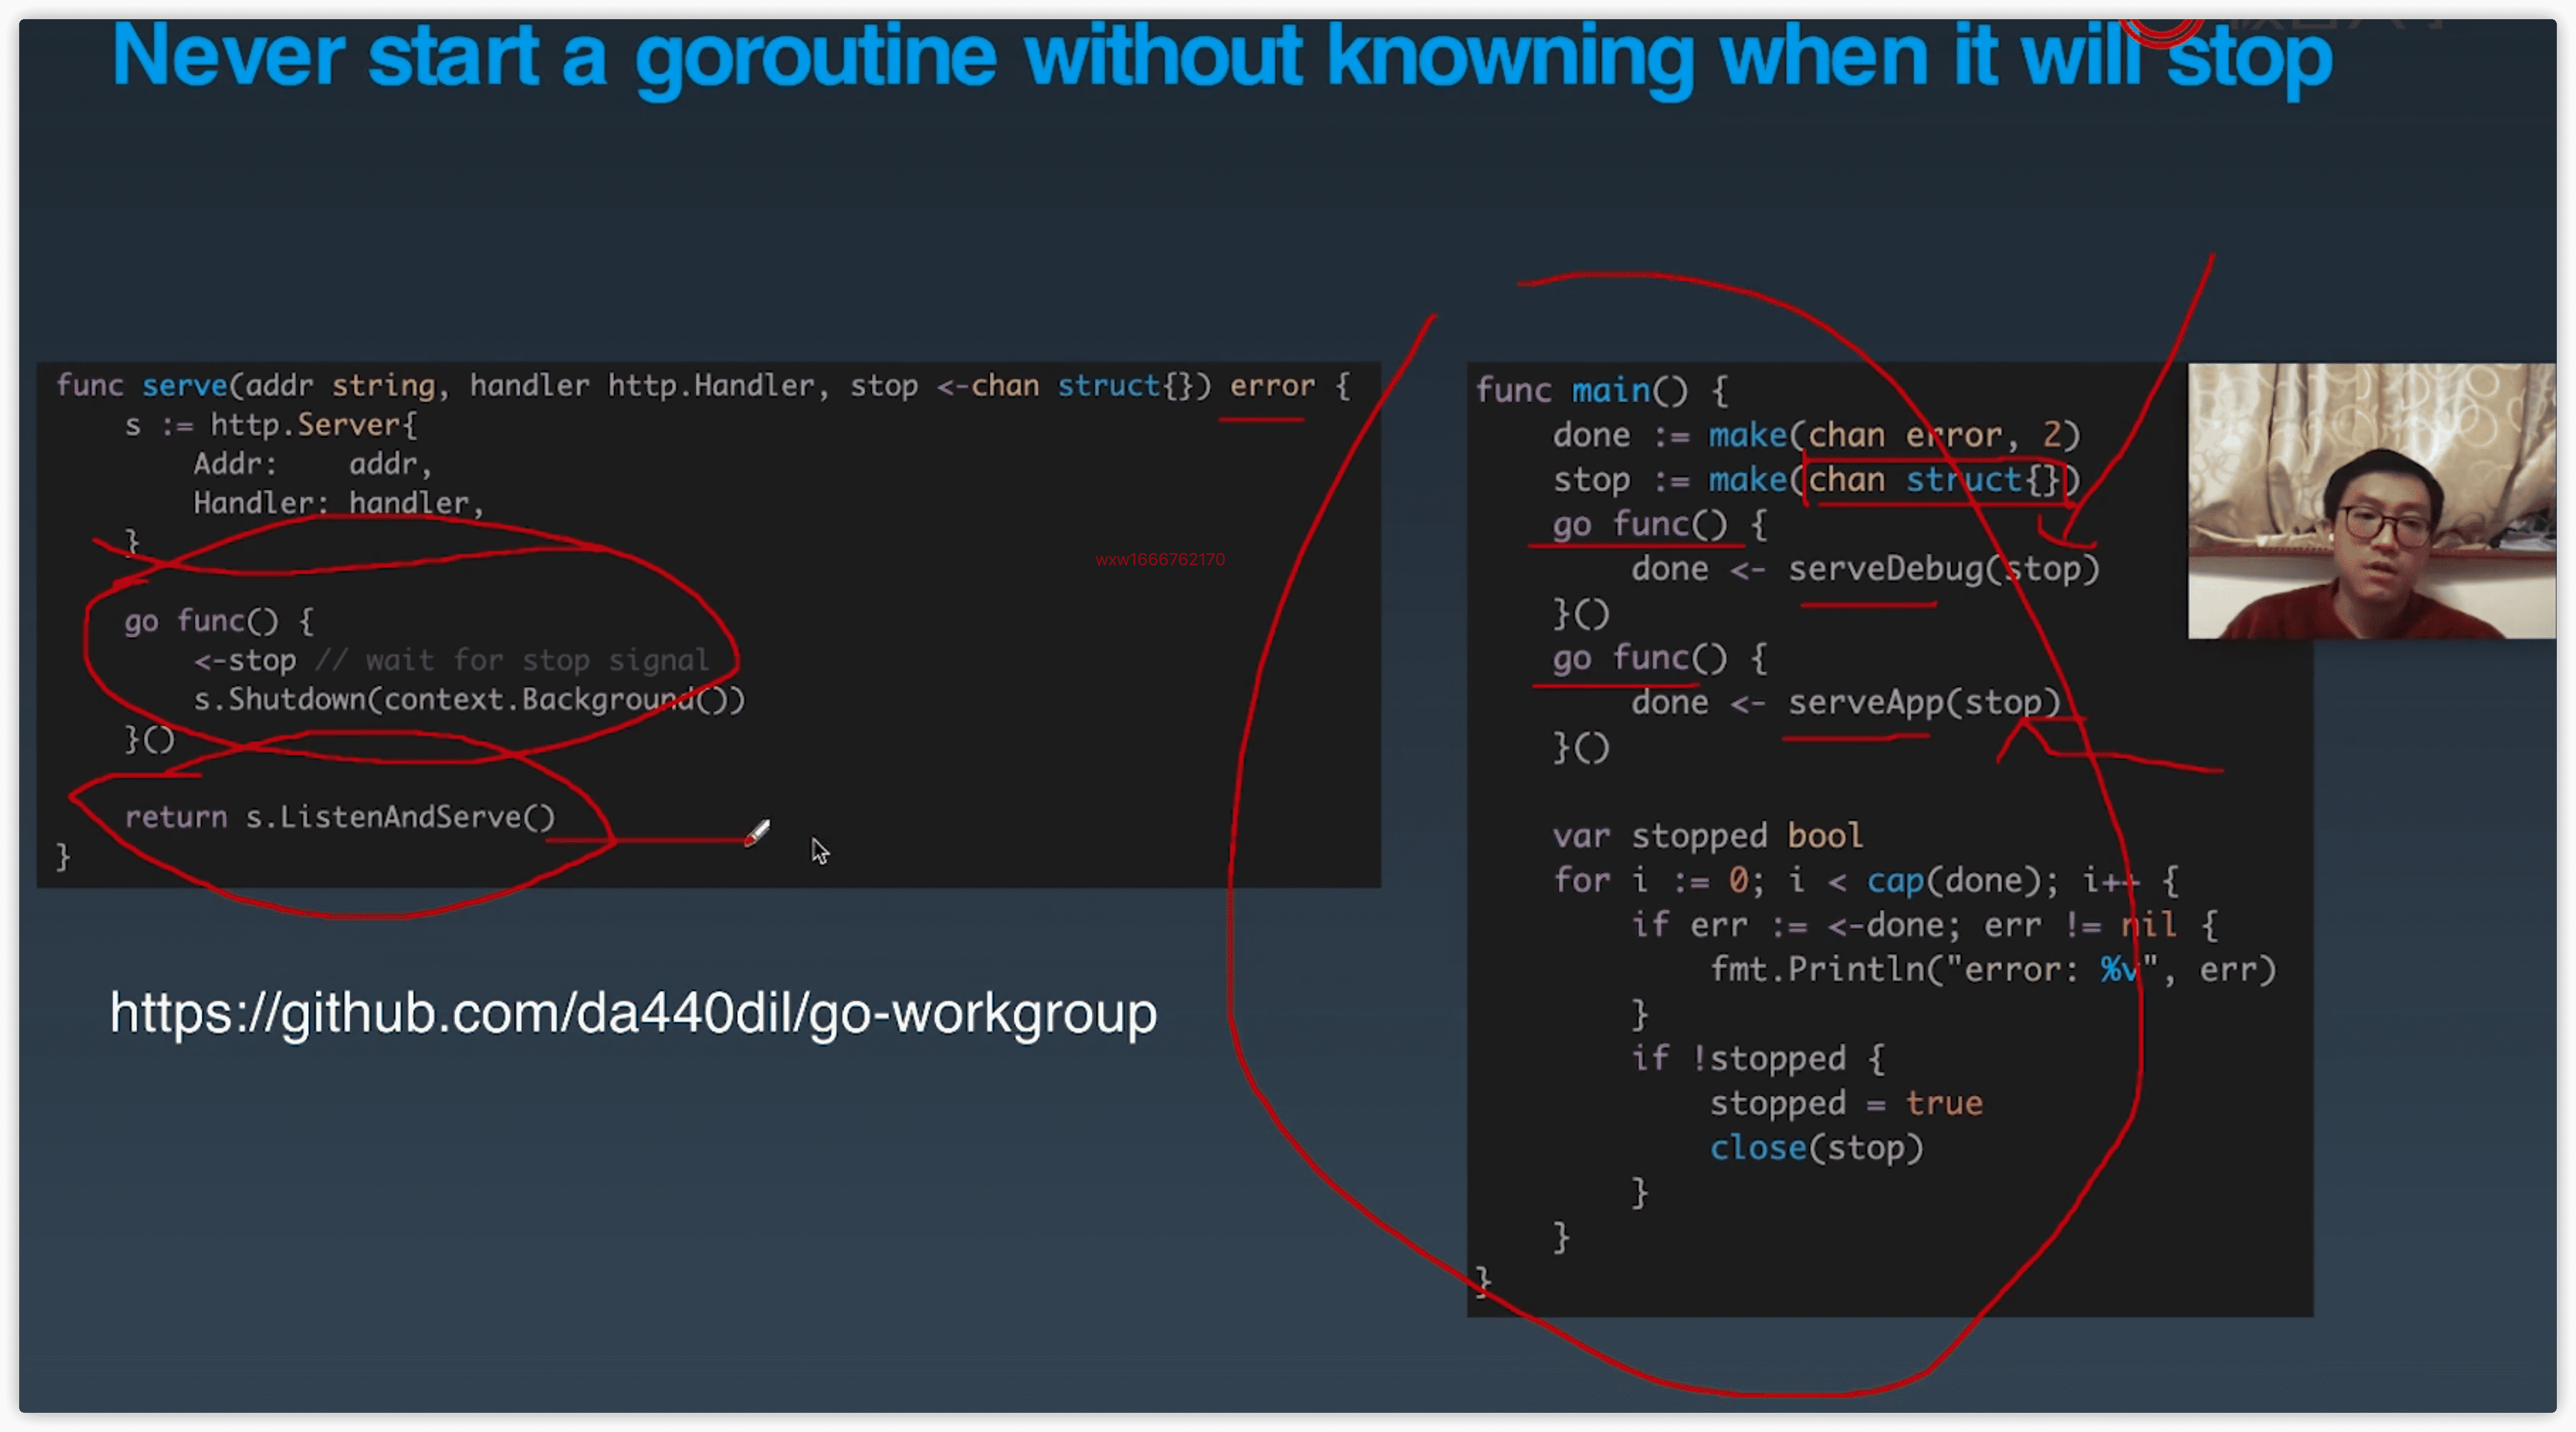 Never start a goroutine without knowning when it will stop
func serve(addr string, handler http.Handler, stop <-chan struct{}) error {
    s := http.Server{
        Addr:    addr,
        Handler: handler,
    }
    go func() {
        <-stop // wait for stop signal
        s.Shutdown(context.Background())
    }()
    return s.ListenAndServe()
}
wxw1666762170
https://github.com/da440dil/go-workgroup
func main() {
    done := make(chan error, 2)
    stop := make(chan struct{})
    go func() {
        done <- serveDebug(stop)
    }()
    go func() {
        done <- serveApp(stop)
    }()
    var stopped bool
    for i := 0; i < cap(done); i++ {
        if err := <-done; err != nil {
            fmt.Println("error: %v", err)
        }
        if !stopped {
            stopped = true
            close(stop)
        }
    }
}